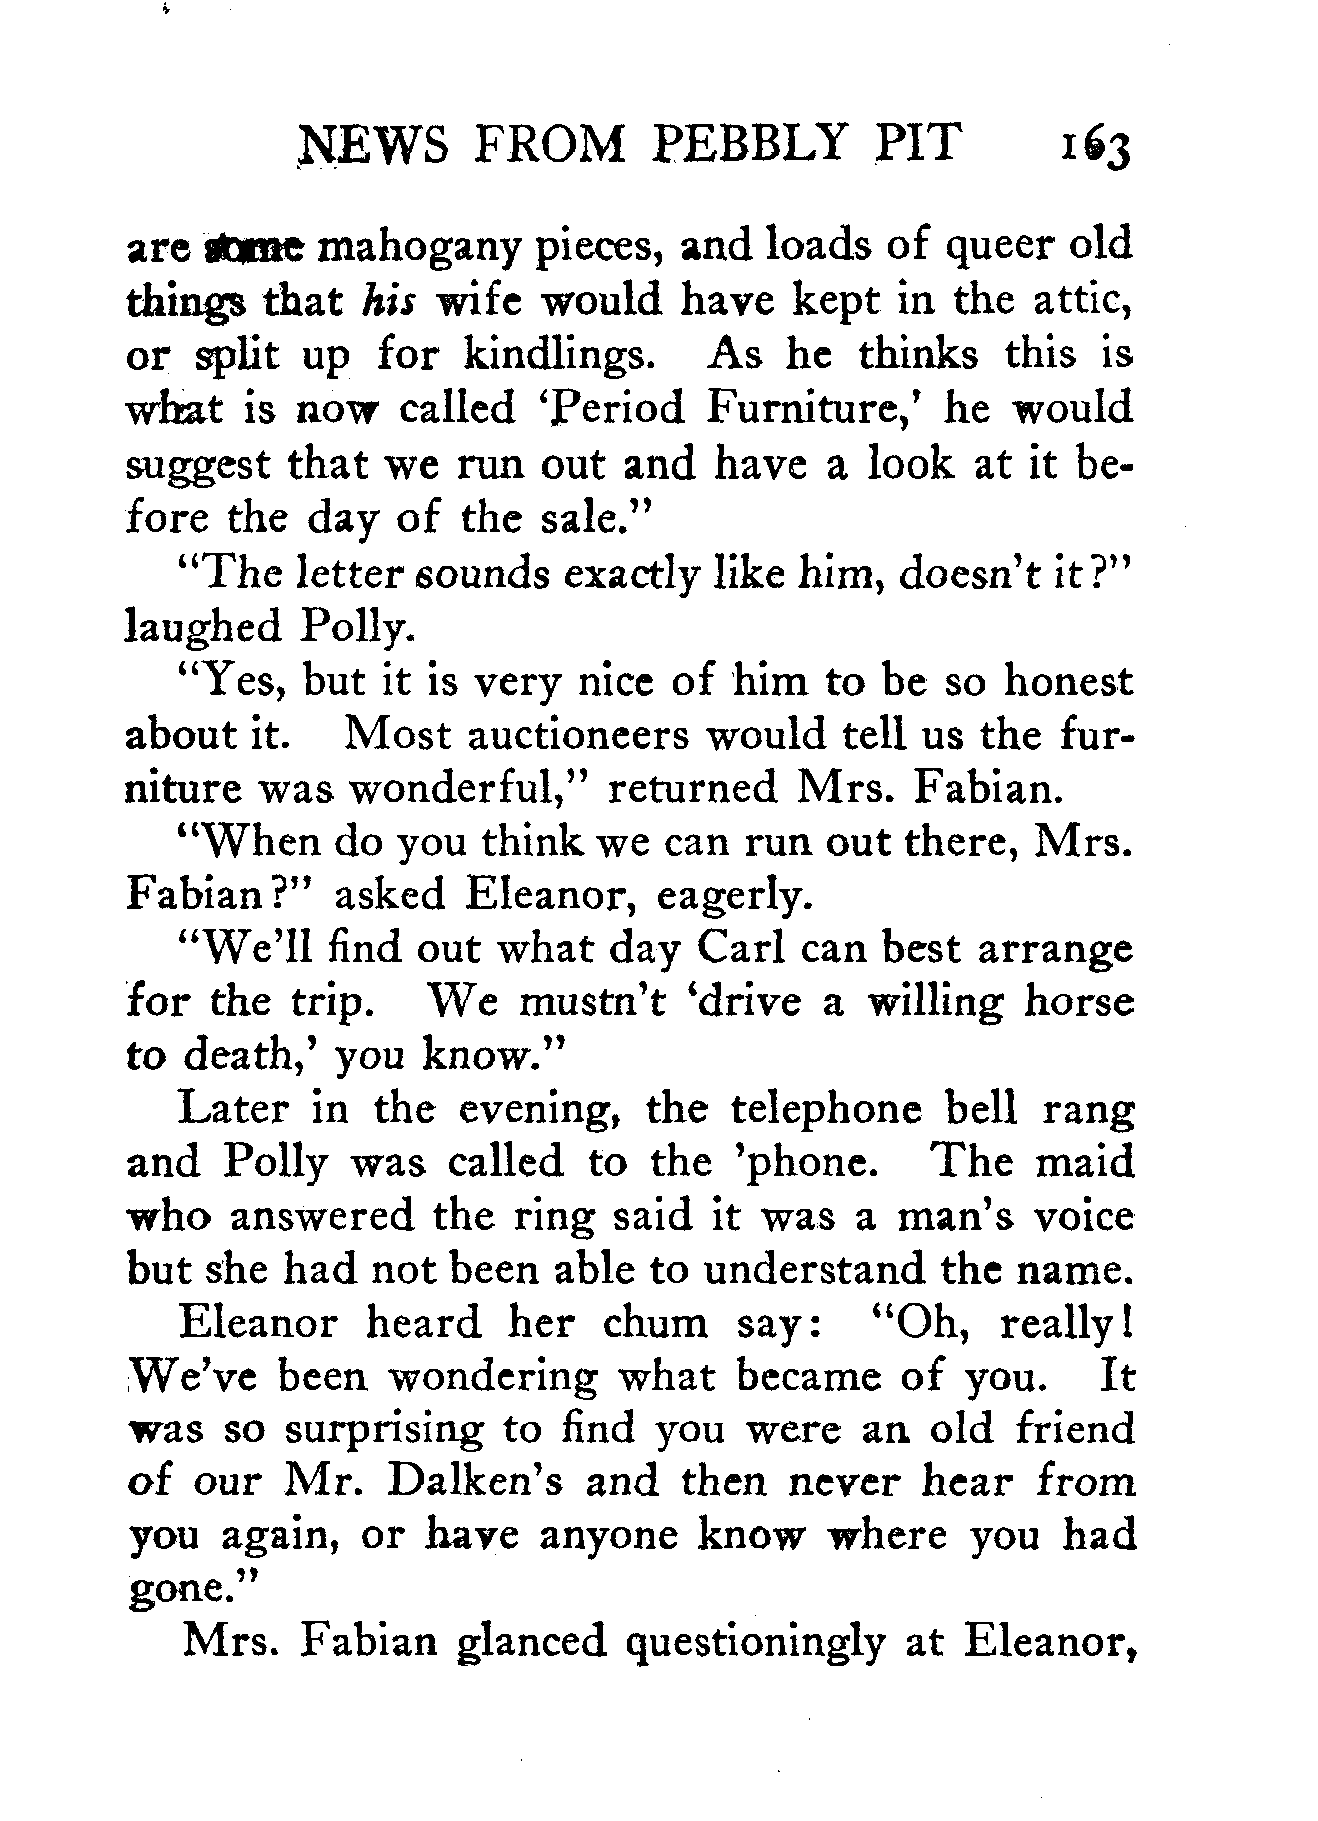 NEWS FROM PEBBLY PIT 163
are some mahogany pieces, and loads of queer old
things that his wife would have kept in the attic,
or split up for kindlings. As he thinks this is
what is now called ‘Period Furniture,’ he would
suggest that we run out and have a look at it be-
fore the day of the sale.”
“The letter sounds exactly like him, doesn’t it?”
laughed Polly.
“Yes, but it is very nice of him to be so honest
about it. Most auctioneers would tell us the fur-
niture was wonderful,” returned Mrs. Fabian.
“When do you think we can run out there, Mrs.
Fabian?” asked Eleanor, eagerly.
“We’ll find out what day Carl can best arrange
for the trip. We mustn’t ‘drive a willing horse
to death,’ you know.”
Later in the evening, the telephone bell rang
and Polly was called to the ’phone. The maid
who answered the ring said it was a man’s voice
but she had not been able to understand the name.
Eleanor heard her chum say: “Oh, really!
We’ve been wondering what became of you. It
was so surprising to find you were an old friend
of our Mr. Dalken’s and then never hear from
you again, or have anyone know where you had
gone.”
Mrs. Fabian glanced questioningly at Eleanor,